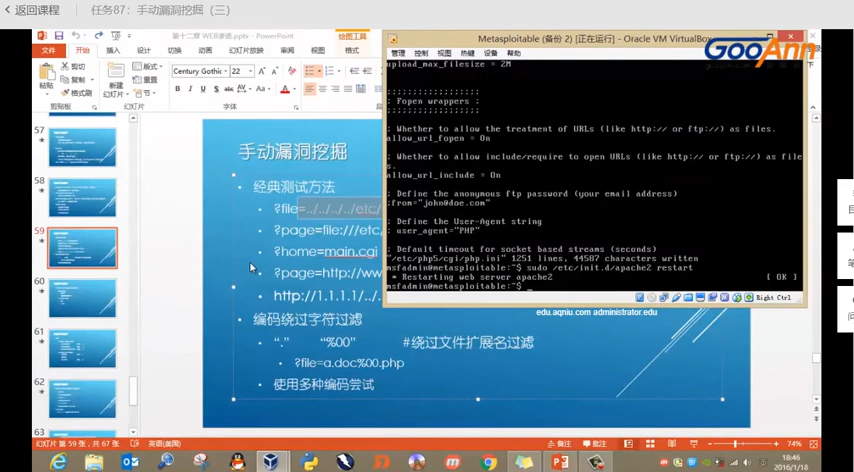 返回课程
任务87：手动漏洞挖掘（三）
第十二章 WEB渗透.pptx - PowerPoint
绘图工具
文件
开始
插入
设计
切换
动画
幻灯片放映
审阅
视图
格式
粘贴
剪切
复制
格式刷
剪贴板
新建
幻灯片
版式
重置
节
幻灯片
Century Gothic
22
字体
57
58
59
60
61
62
63
手动漏洞挖掘
经典测试方法
?file=../../../../etc/
?page=file:///etc/
?home=main.cgi
?page=http://ww
http://1.1.1.1/../
编码绕过字符过滤
“.” “%00” #绕过文件扩展名过滤
?file=a.doc%00.php
使用多种编码尝试
Metasploitable (备份 2) [正在运行] - Oracle VM VirtualBox
管理
控制
视图
热键
设备
帮助
GooAnn
upload_max_filesize = 2M
;;;;;;;;;;;;;;;;;;
; Fopen wrappers ;
;;;;;;;;;;;;;;;;;;
; Whether to allow the treatment of URLs (like http:// or ftp://) as files.
allow_url_fopen = On
; Whether to allow include/require to open URLs (like http:// or ftp://) as file
s.
allow_url_include = On
; Define the anonymous ftp password (your email address)
;from="john@doe.com"
; Define the User-Agent string
; user_agent="PHP"
; Default timeout for socket based streams (seconds)
"/etc/php5/cgi/php.ini" 1251 lines, 44587 characters written
msfadmin@metasploitable:~$ sudo /etc/init.d/apache2 restart
* Restarting web server apache2 [ OK ]
msfadmin@metasploitable:~$ _
Right Ctrl
edu.aqniu.com administrator.edu
幻灯片 第 59 张，共 67 张
英语(美国)
备注
批注
74%
18:46
2016/1/18